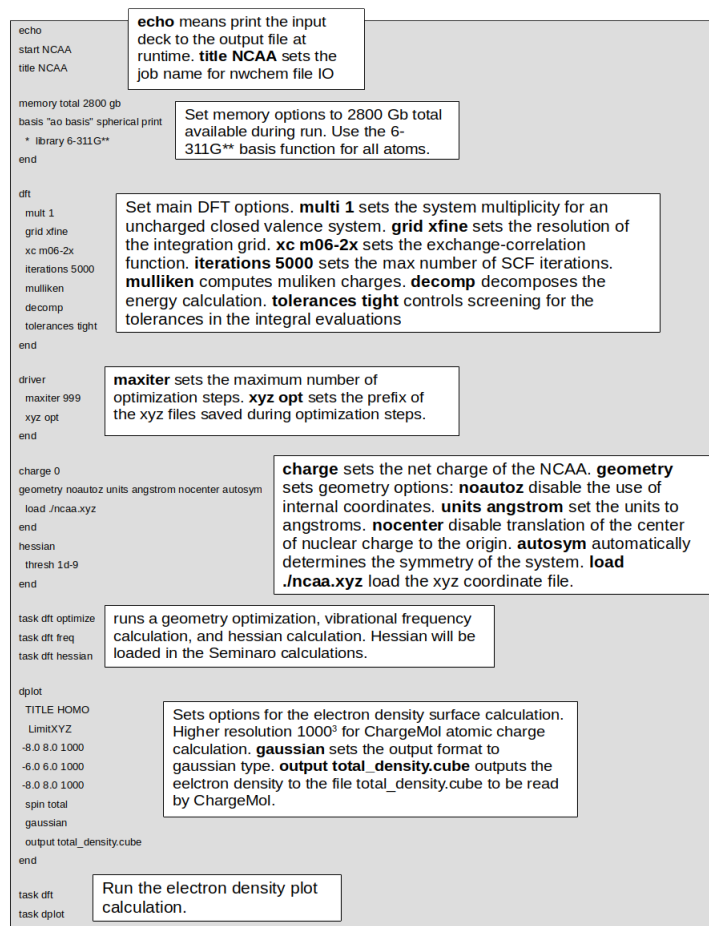 echo
start NCAA
title NCAA
echo means print the input
deck to the output file at
runtime. title NCAA sets the
job name for nwchem file IO
memory total 2800 gb
basis "ao basis" spherical print
* library 6-311G**
end
Set memory options to 2800 Gb total
available during run. Use the 6-
311G** basis function for all atoms.
dft
mult 1
grid xfine
xc m06-2x
iterations 5000
mulliken
decomp
tolerances tight
end
Set main DFT options. multi 1 sets the system multiplicity for an
uncharged closed valence system. grid xfine sets the resolution of
the integration grid. xc m06-2x sets the exchange-correlation
function. iterations 5000 sets the max number of SCF iterations.
mulliken computes muliken charges. decomp decomposes the
energy calculation. tolerances tight controls screening for the
tolerances in the integral evaluations
driver
maxiter 999
xyz opt
end
maxiter sets the maximum number of
optimization steps. xyz opt sets the prefix of
the xyz files saved during optimization steps.
charge 0
geometry noautoz units angstrom nocenter autosym
load ./ncaa.xyz
end
hessian
thresh 1d-9
end
charge sets the net charge of the NCAA. geometry
sets geometry options: noautoz disable the use of
internal coordinates. units angstrom set the units to
angstroms. nocenter disable translation of the center
of nuclear charge to the origin. autosym automatically
determines the symmetry of the system. load
./ncaa.xyz load the xyz coordinate file.
task dft optimize
task dft freq
task dft hessian
runs a geometry optimization, vibrational frequency
calculation, and hessian calculation. Hessian will be
loaded in the Seminaro calculations.
dplot
TITLE HOMO
LimitXYZ
-8.0 8.0 1000
-6.0 6.0 1000
-8.0 8.0 1000
spin total
gaussian
output total_density.cube
end
Sets options for the electron density surface calculation.
Higher resolution 1000³ for ChargeMol atomic charge
calculation. gaussian sets the output format to
gaussian type. output total_density.cube outputs the
eelctron density to the file total_density.cube to be read
by ChargeMol.
task dft
task dplot
Run the electron density plot
calculation.